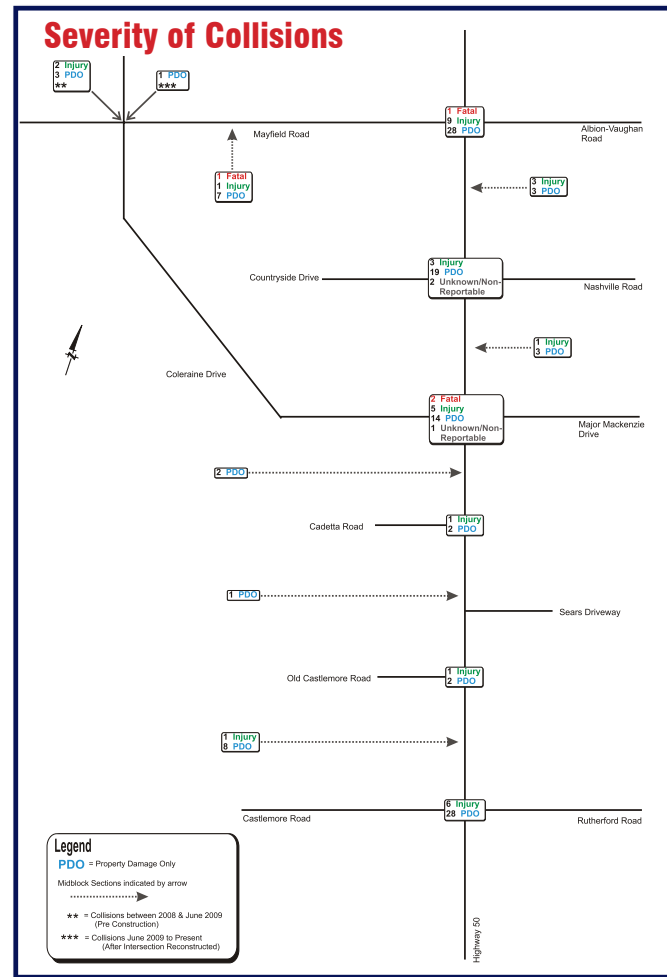 Severity of Collisions
2 Injury
3 PDO
**
1 PDO
***
1 Fatal
9 Injury
28 PDO
Mayfield Road
Albion-Vaughan
Road
1 Fatal
1 Injury
7 PDO
3 Injury
3 PDO
3 Injury
19 PDO
2 Unknown/Non-
Reportable
Countryside Drive
Nashville Road
N
1 Injury
3 PDO
Coleraine Drive
2 Fatal
5 Injury
14 PDO
1 Unknown/Non-
Reportable
Major Mackenzie
Drive
2 PDO
Cadetta Road
1 Injury
2 PDO
1 PDO
Sears Driveway
Old Castlemore Road
1 Injury
2 PDO
1 Injury
8 PDO
6 Injury
28 PDO
Castlemore Road
Rutherford Road
Legend
PDO = Property Damage Only
Midblock Sections indicated by arrow
** = Collisions between 2008 & June 2009
(Pre Construction)
*** = Collisions June 2009 to Present
(After Intersection Reconstructed)
Highway 50